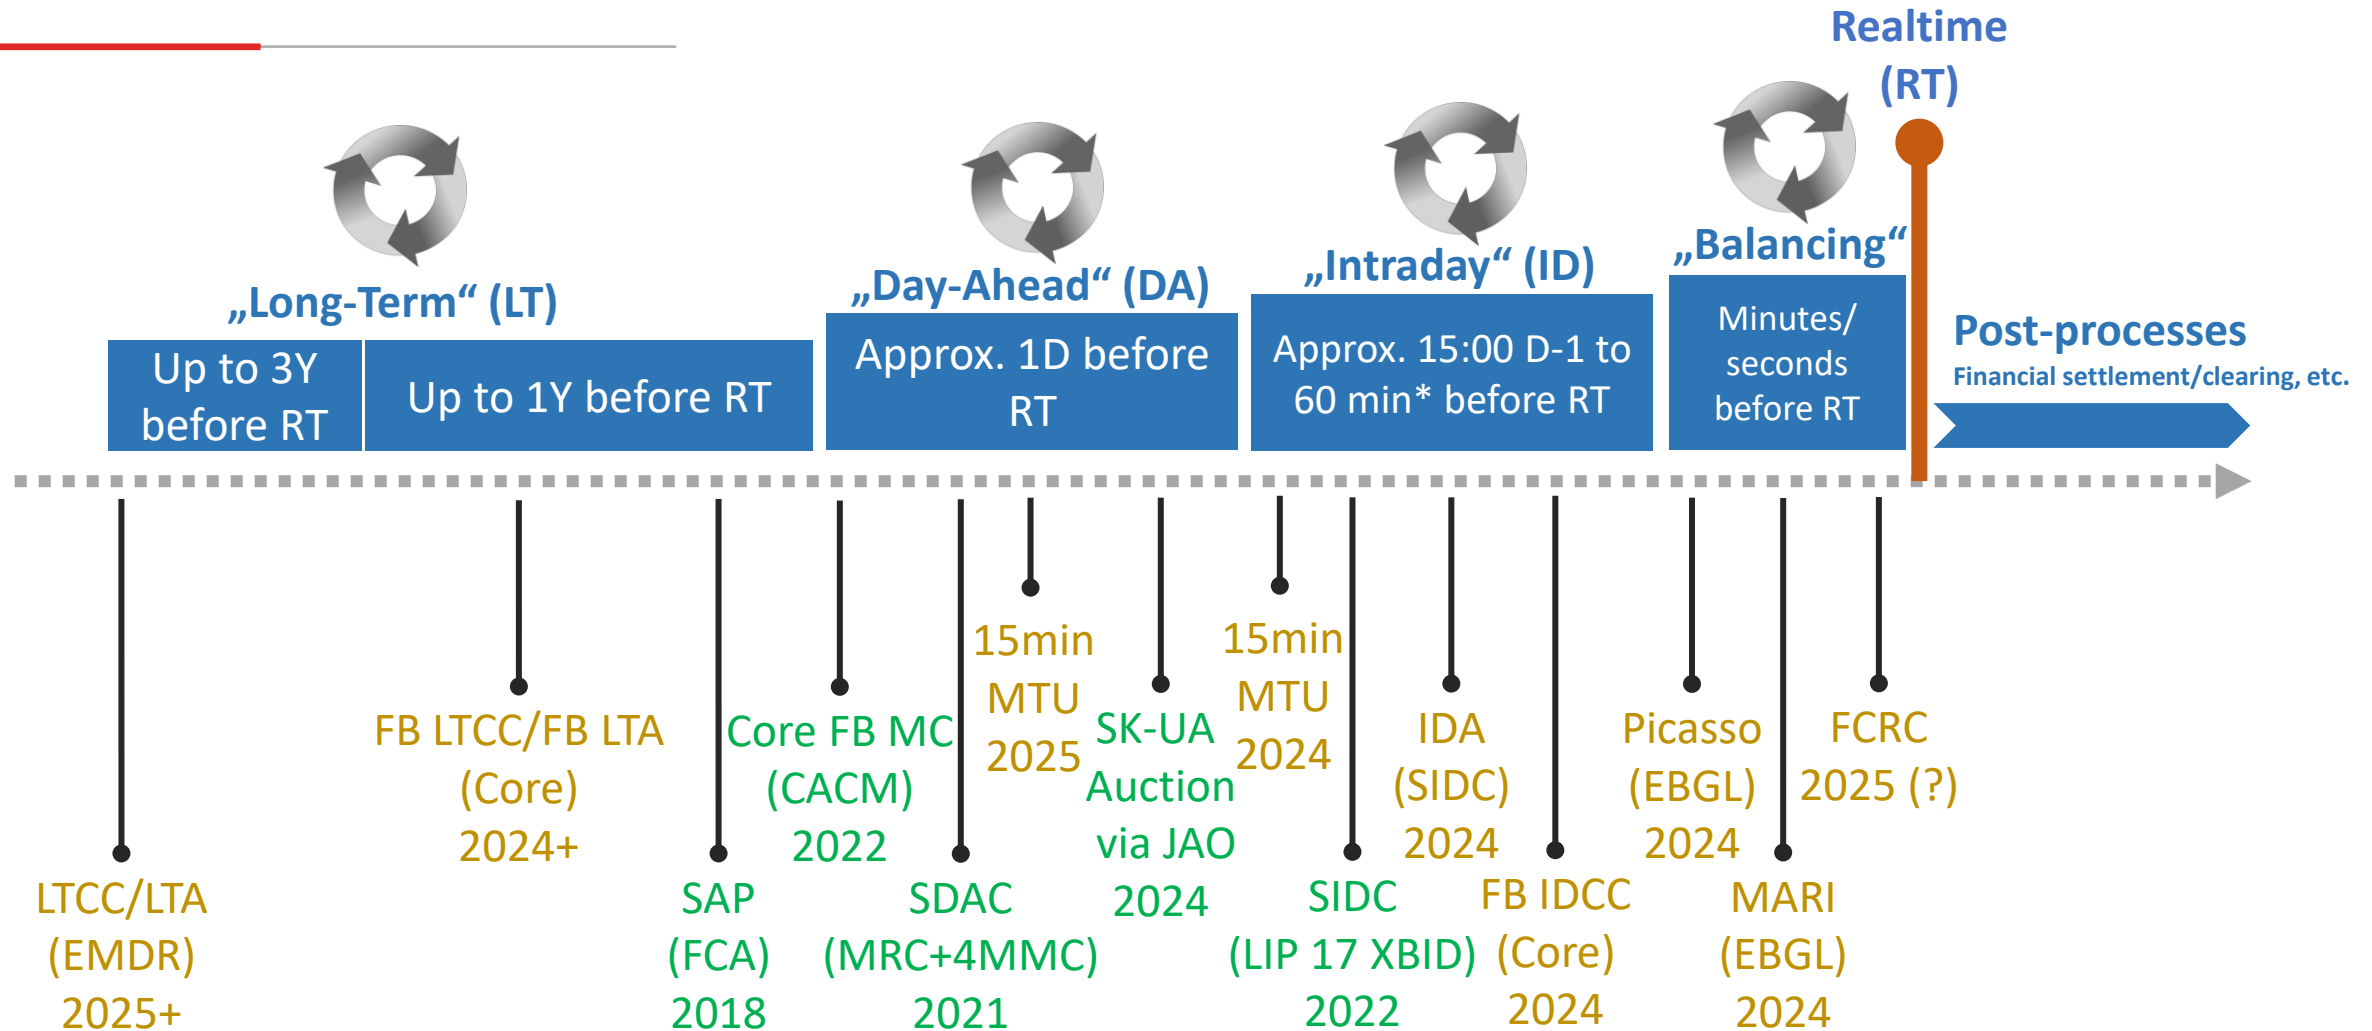 Realtime
(RT)
„Long-Term“ (LT)
„Day-Ahead“ (DA)
„Intraday“ (ID)
„Balancing“
Up to 3Y
before RT
Up to 1Y before RT
Approx. 1D before
RT
Approx. 15:00 D-1 to
60 min* before RT
Minutes/
seconds
before RT
Post-processes
Financial settlement/clearing, etc.
LTCC/LTA
(EMDR)
2025+
FB LTCC/FB LTA
(Core)
2024+
SAP
(FCA)
2018
Core FB MC
(CACM)
2022
SDAC
(MRC+4MMC)
2021
15min
MTU
2025
SK-UA
Auction
via JAO
2024
15min
MTU
2024
SIDC
(LIP 17 XBID)
2022
IDA
(SIDC)
2024
FB IDCC
(Core)
2024
Picasso
(EBGL)
2024
MARI
(EBGL)
2024
FCRC
2025 (?)